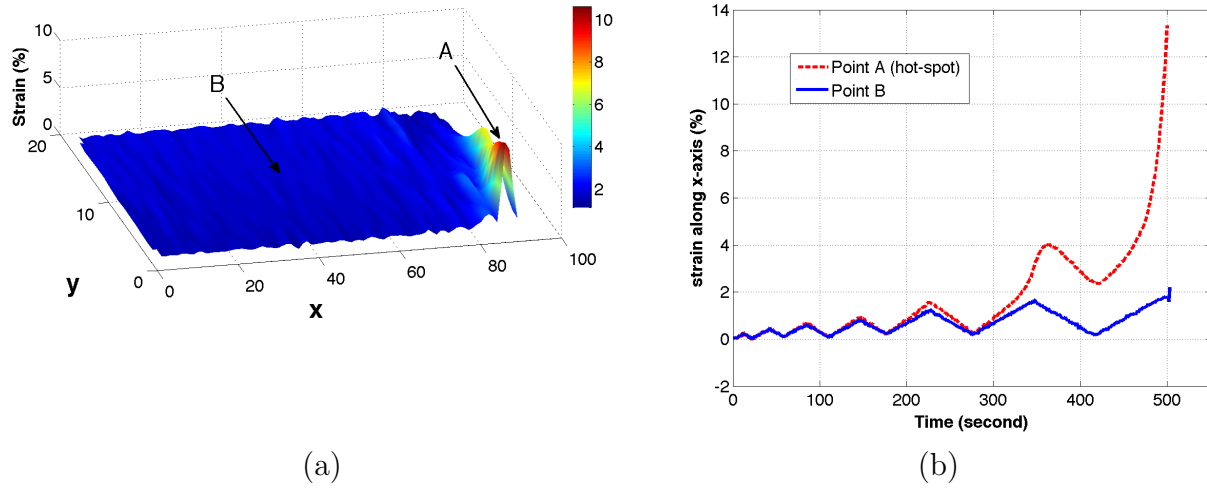 10
5
0
Strain (%)
20
10
0
y
0
20
40
60
80
100
x
A
B
10
8
6
4
2
(a)
14
12
10
8
6
4
2
0
-2
strain along x-axis (%)
Point A (hot-spot)
Point B
0
100
200
300
400
500
Time (second)
(b)